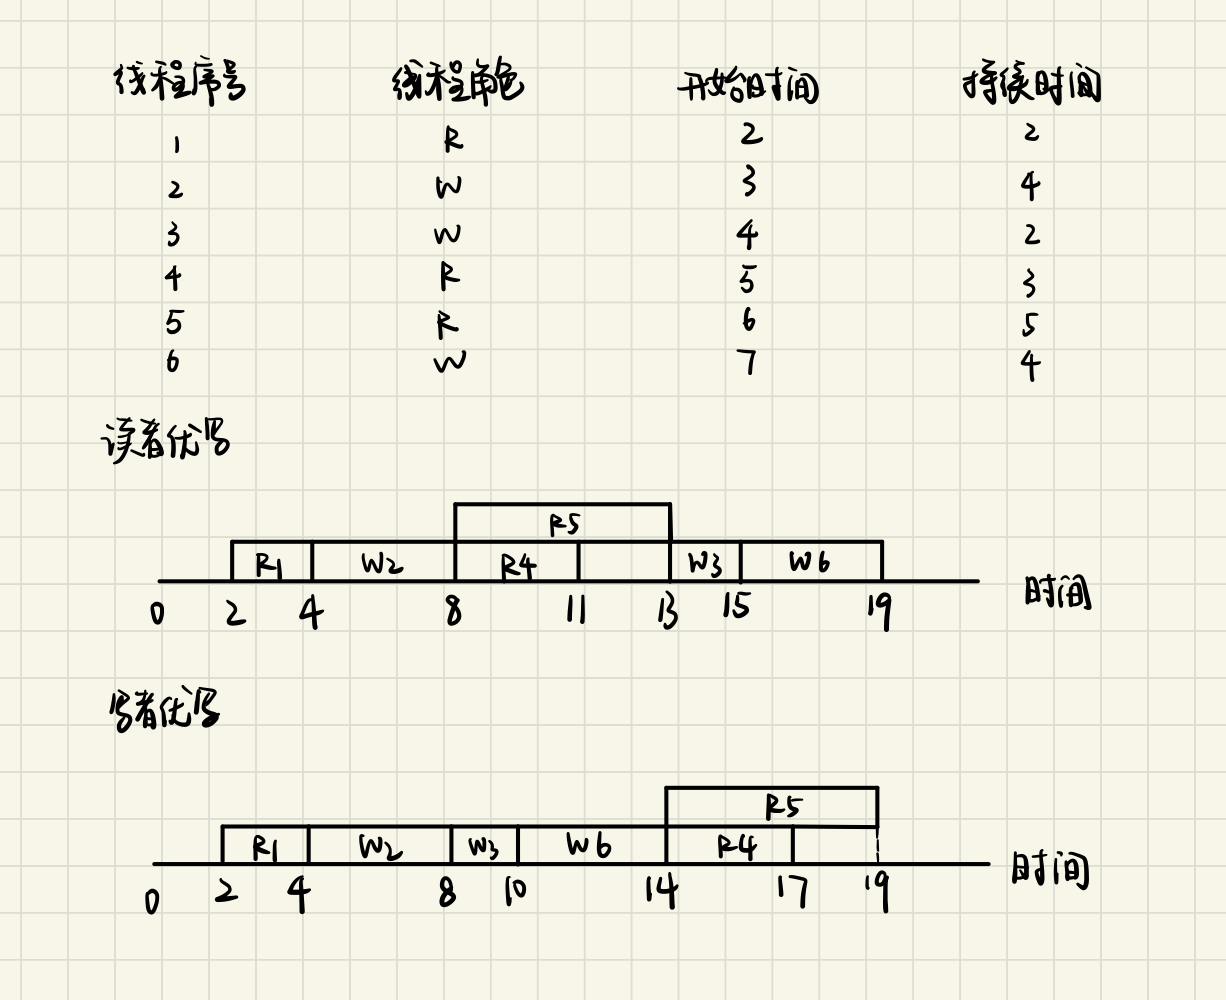 线程序号 线程角色 开始时间 持续时间
1 R 2 2
2 W 3 4
3 W 4 2
4 R 5 3
5 R 6 5
6 W 7 4
读者优写
R5
R1 W2 R4 W3 W6
0 2 4 8 11 13 15 19 时间
写者优写
R5
R1 W2 W3 W6 R4
0 2 4 8 10 14 17 19 时间